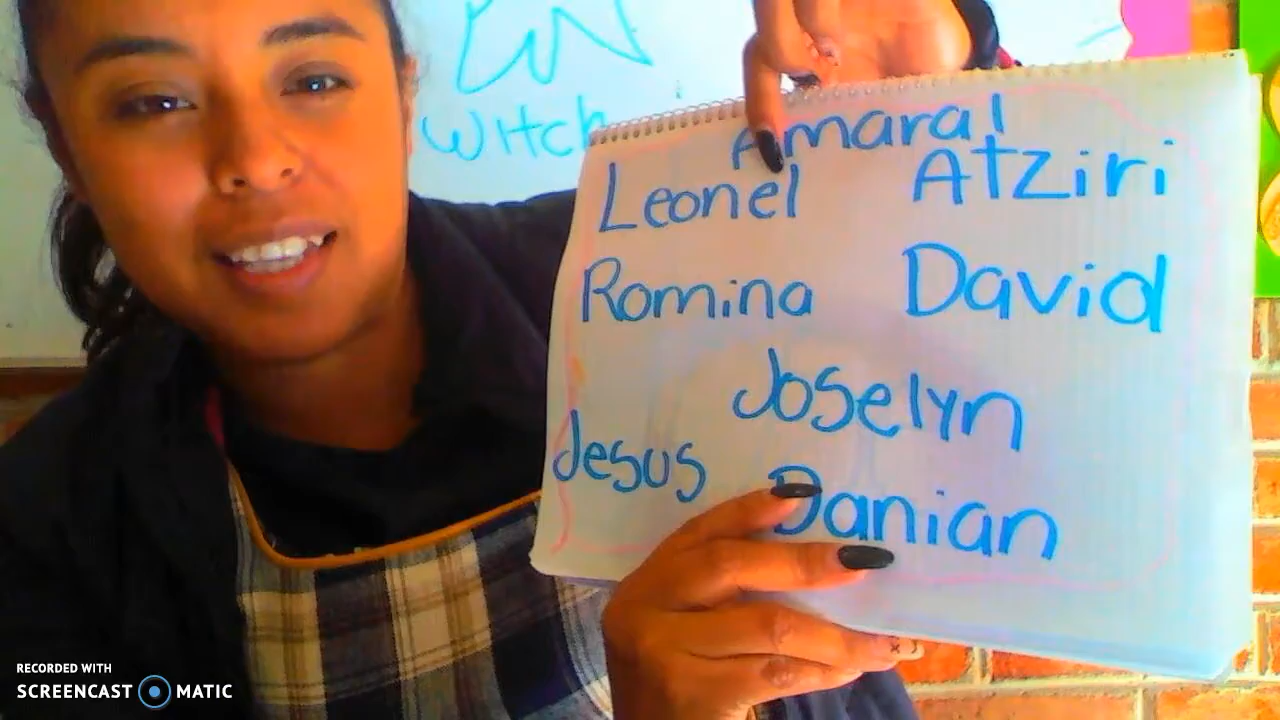 Witch
Amaral
Leonel
Atziri
Romina
David
Joselyn
Jesus
Danian
RECORDED WITH
SCREENCAST MATIC